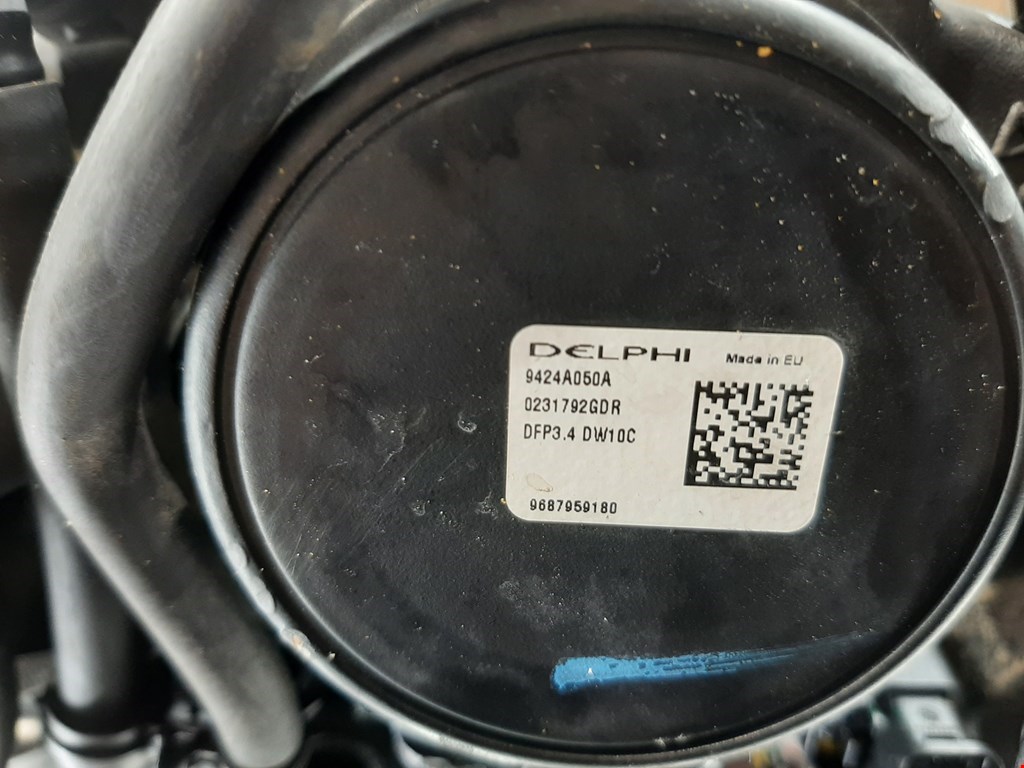 DELPHI Made in EU
9424A050A
0231792GDR
DFP3.4 DW10C
9687959180